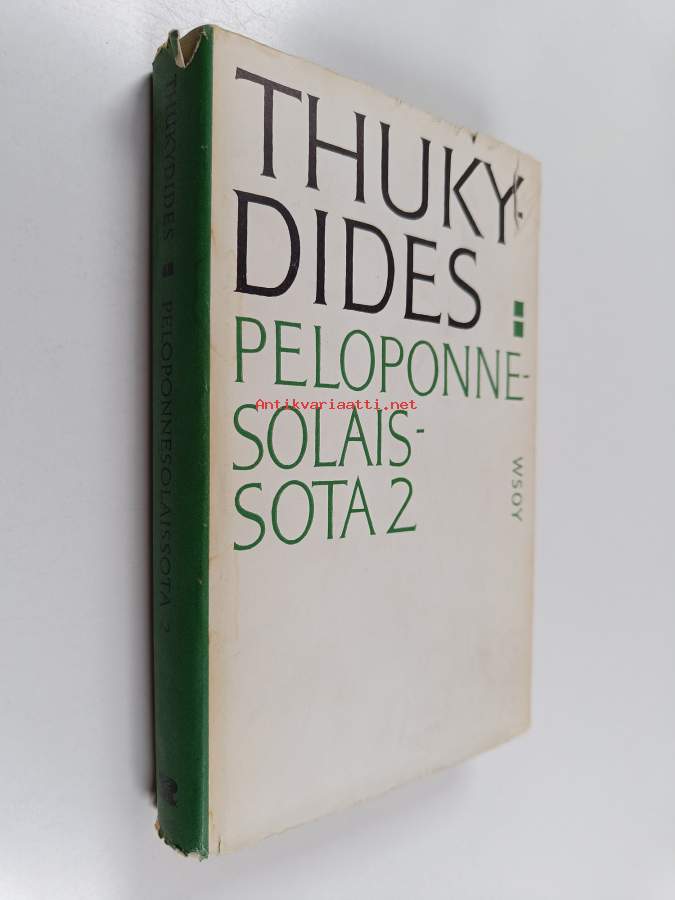 THUKY-
DIDES
PELOPONNE-
SOLAIS-
SOTA 2
WSOY
THUKYDIDES PELOPONNESOLAISSOTA 2
Antikvariaatti.net